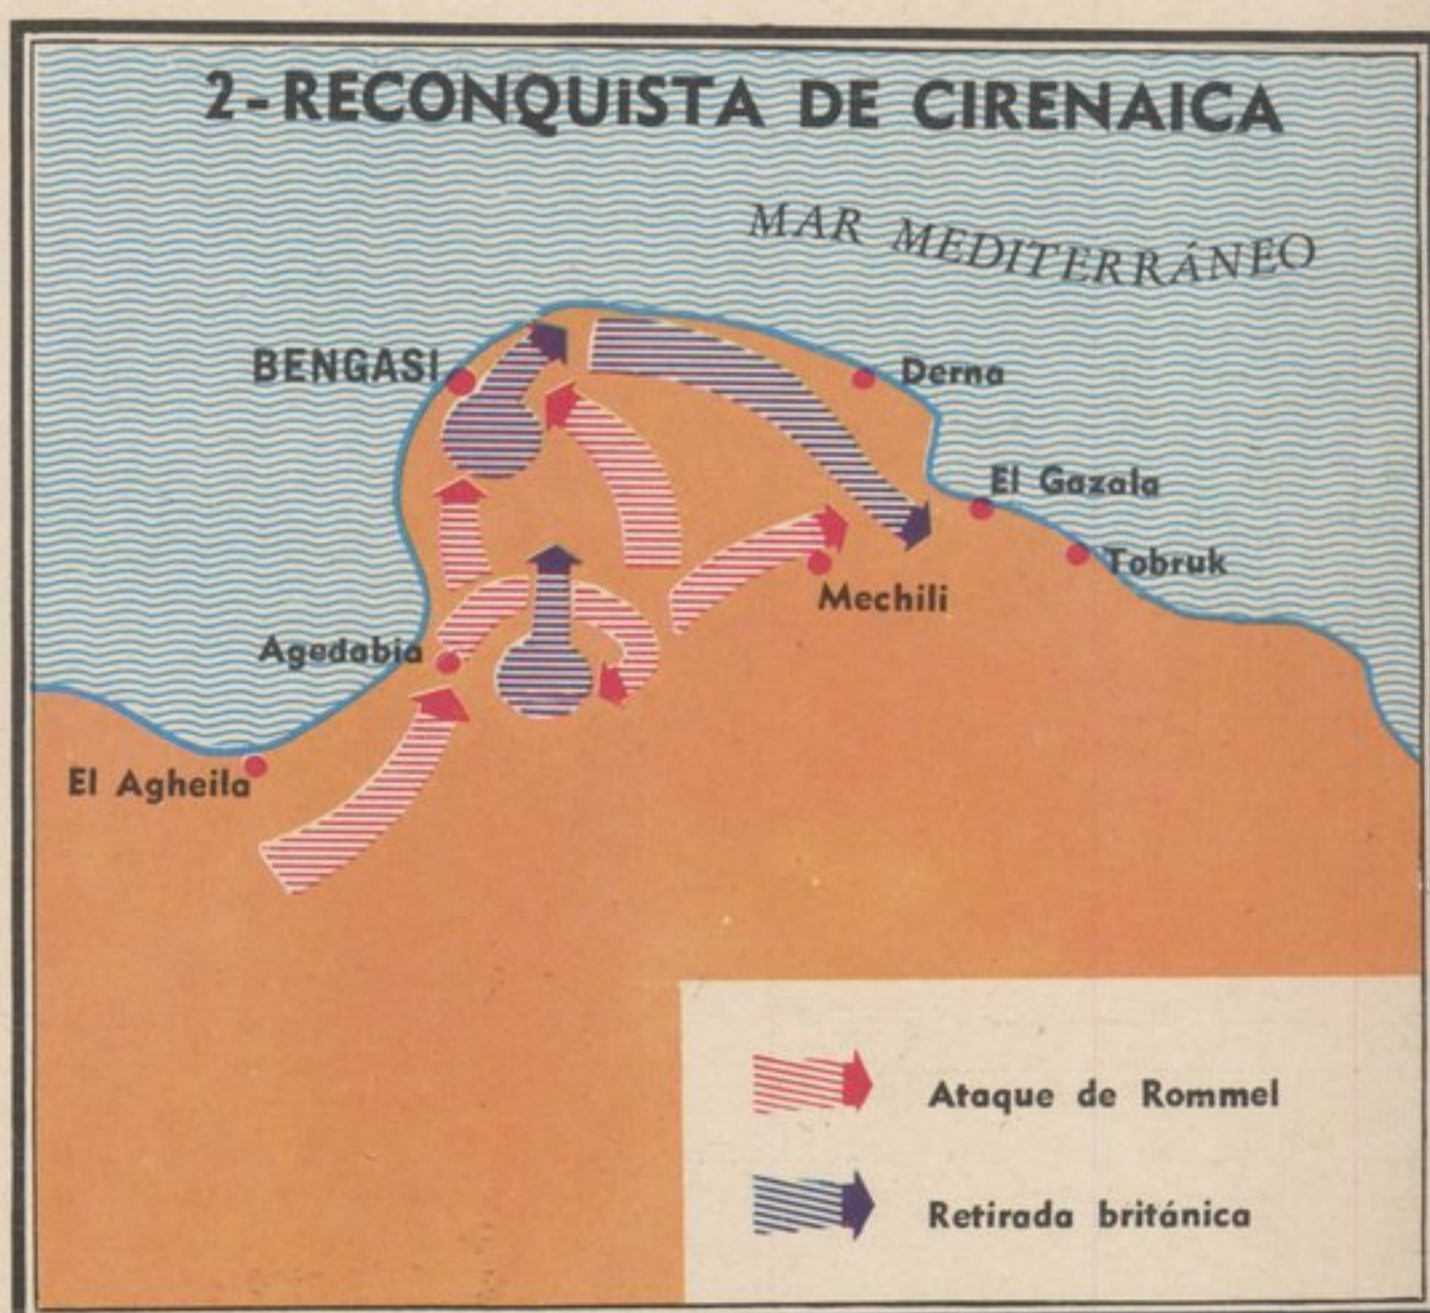 2-RECONQUiSTA DE CIRENAICA
MAR MEDITERRÁNEO
BENGASI
Derna
El Gazala
Tobruk
Mechili
Agedabia
El Agheila
Ataque de Rommel
Retirada británica